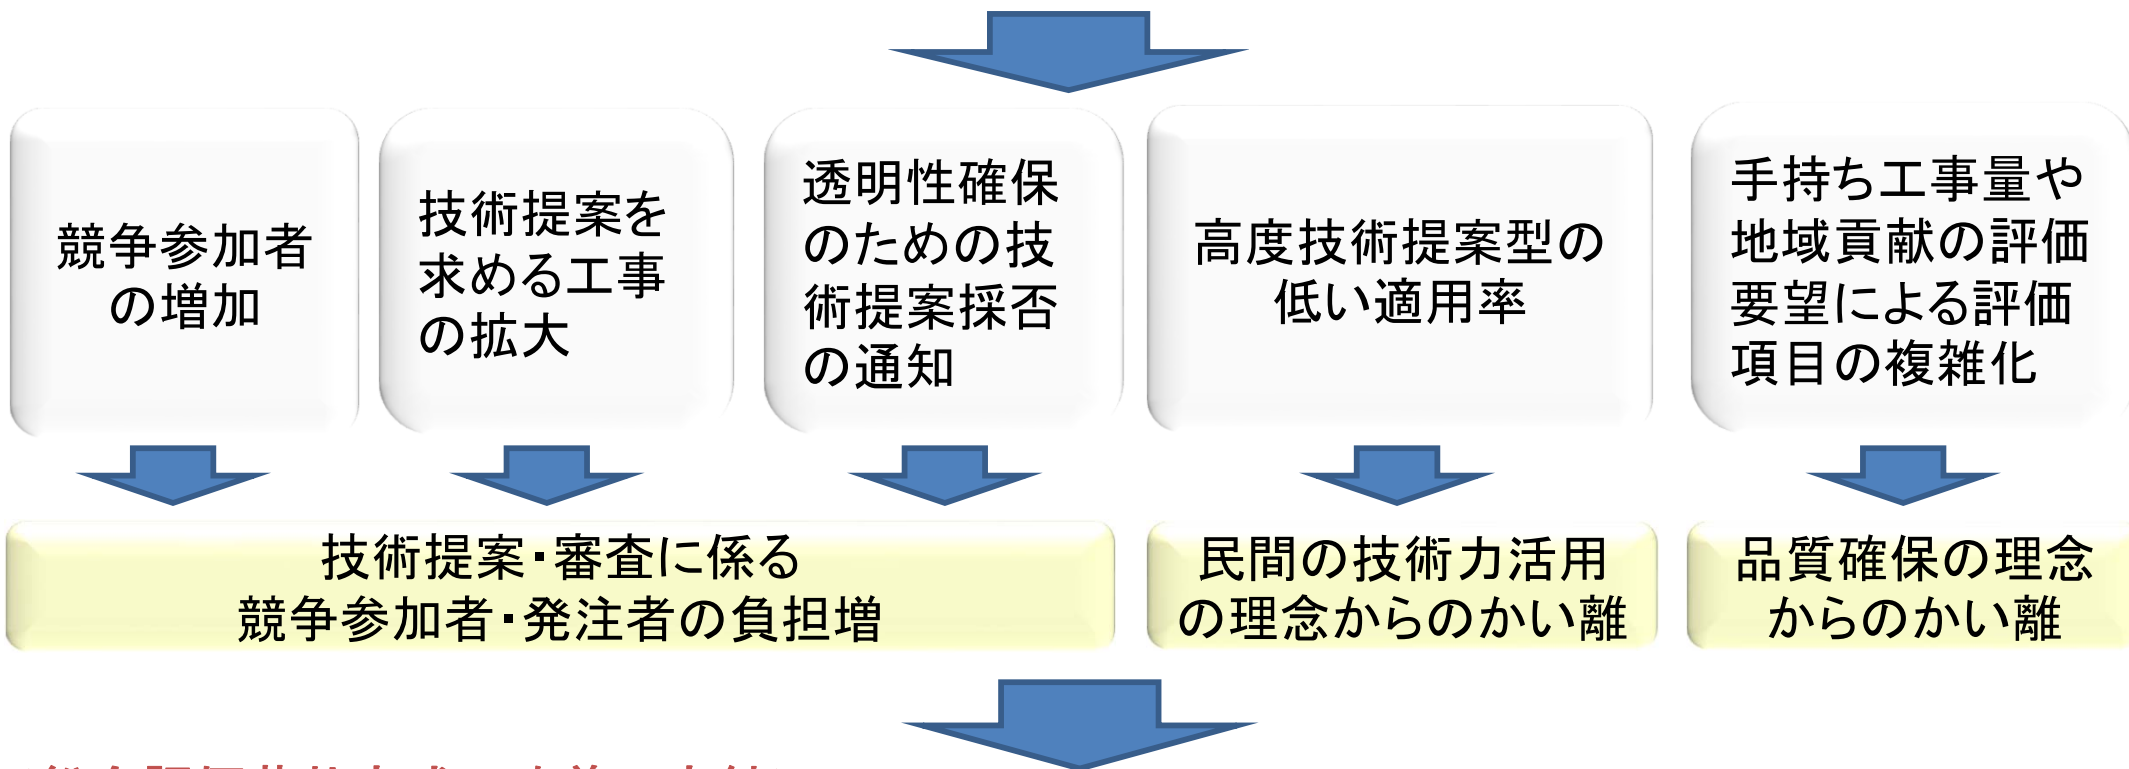 競争参加者
の増加
技術提案を
求める工事
の拡大
透明性確保
のための技
術提案採否
の通知
高度技術提案型の
低い適用率
手持ち工事量や
地域貢献の評価
要望による評価
項目の複雑化
技術提案・審査に係る
競争参加者・発注者の負担増
民間の技術力活用
の理念からのかい離
品質確保の理念
からのかい離